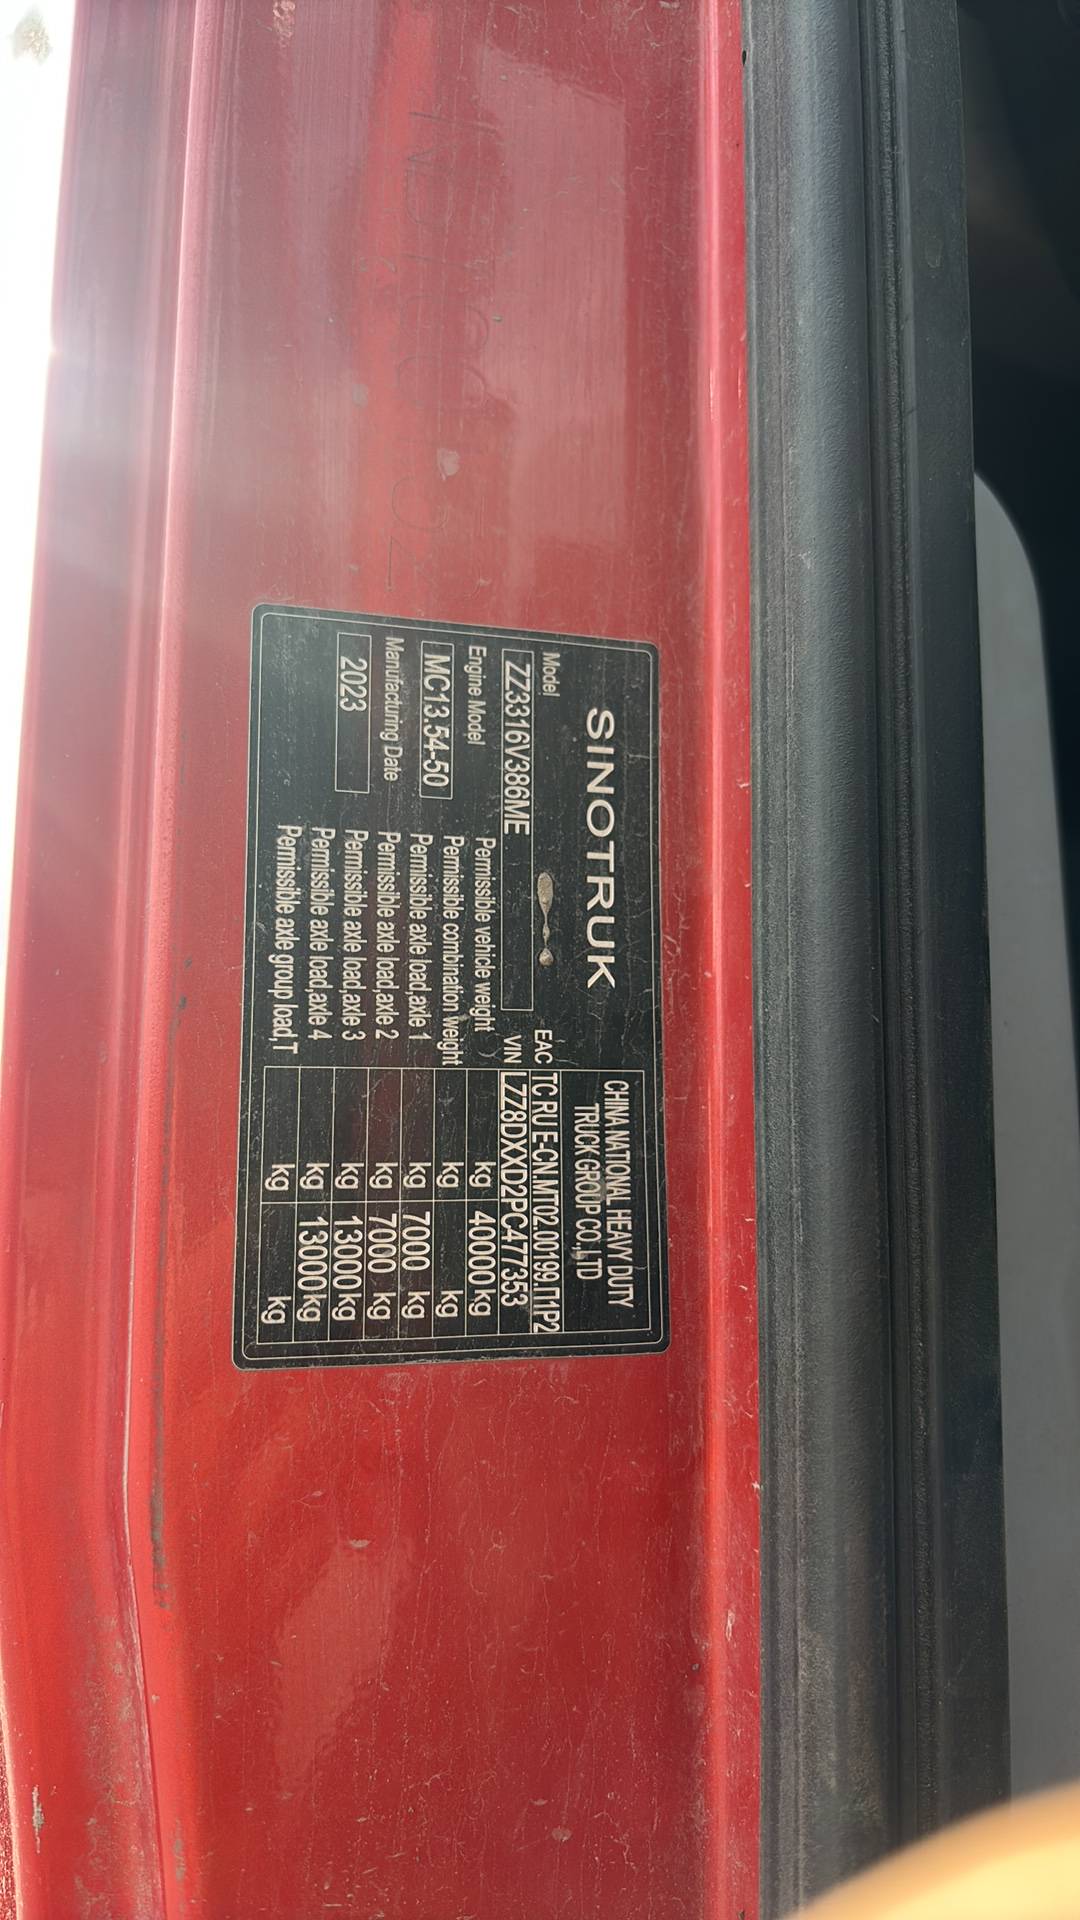 SINOTRUK
CHINA NATIONAL HEAVY DUTY
TRUCK GROUP CO.,LTD
Model
ZZ3316V386ME
EAC TC RU E-CN.MT02.00199.П1P2
VIN LZZ8DXXD2PC477353
Engine Model
MC13.54-50
Manufacturing Date
2023
Permissible vehicle weight kg 40000 kg
Permissible combination weight kg kg
Permissible axle load,axle 1 kg 7000 kg
Permissible axle load,axle 2 kg 7000 kg
Permissible axle load,axle 3 kg 13000 kg
Permissible axle load,axle 4 kg 13000 kg
Permissible axle group load,T kg kg